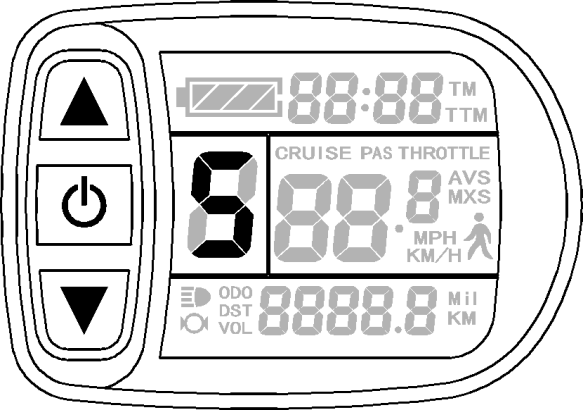 88:88 TM
TTM
CRUISE PAS THROTTLE
5
88.8 AVS
MXS
MPH
KM/H
ODO
DST
VOL
8888.8 Mil
KM